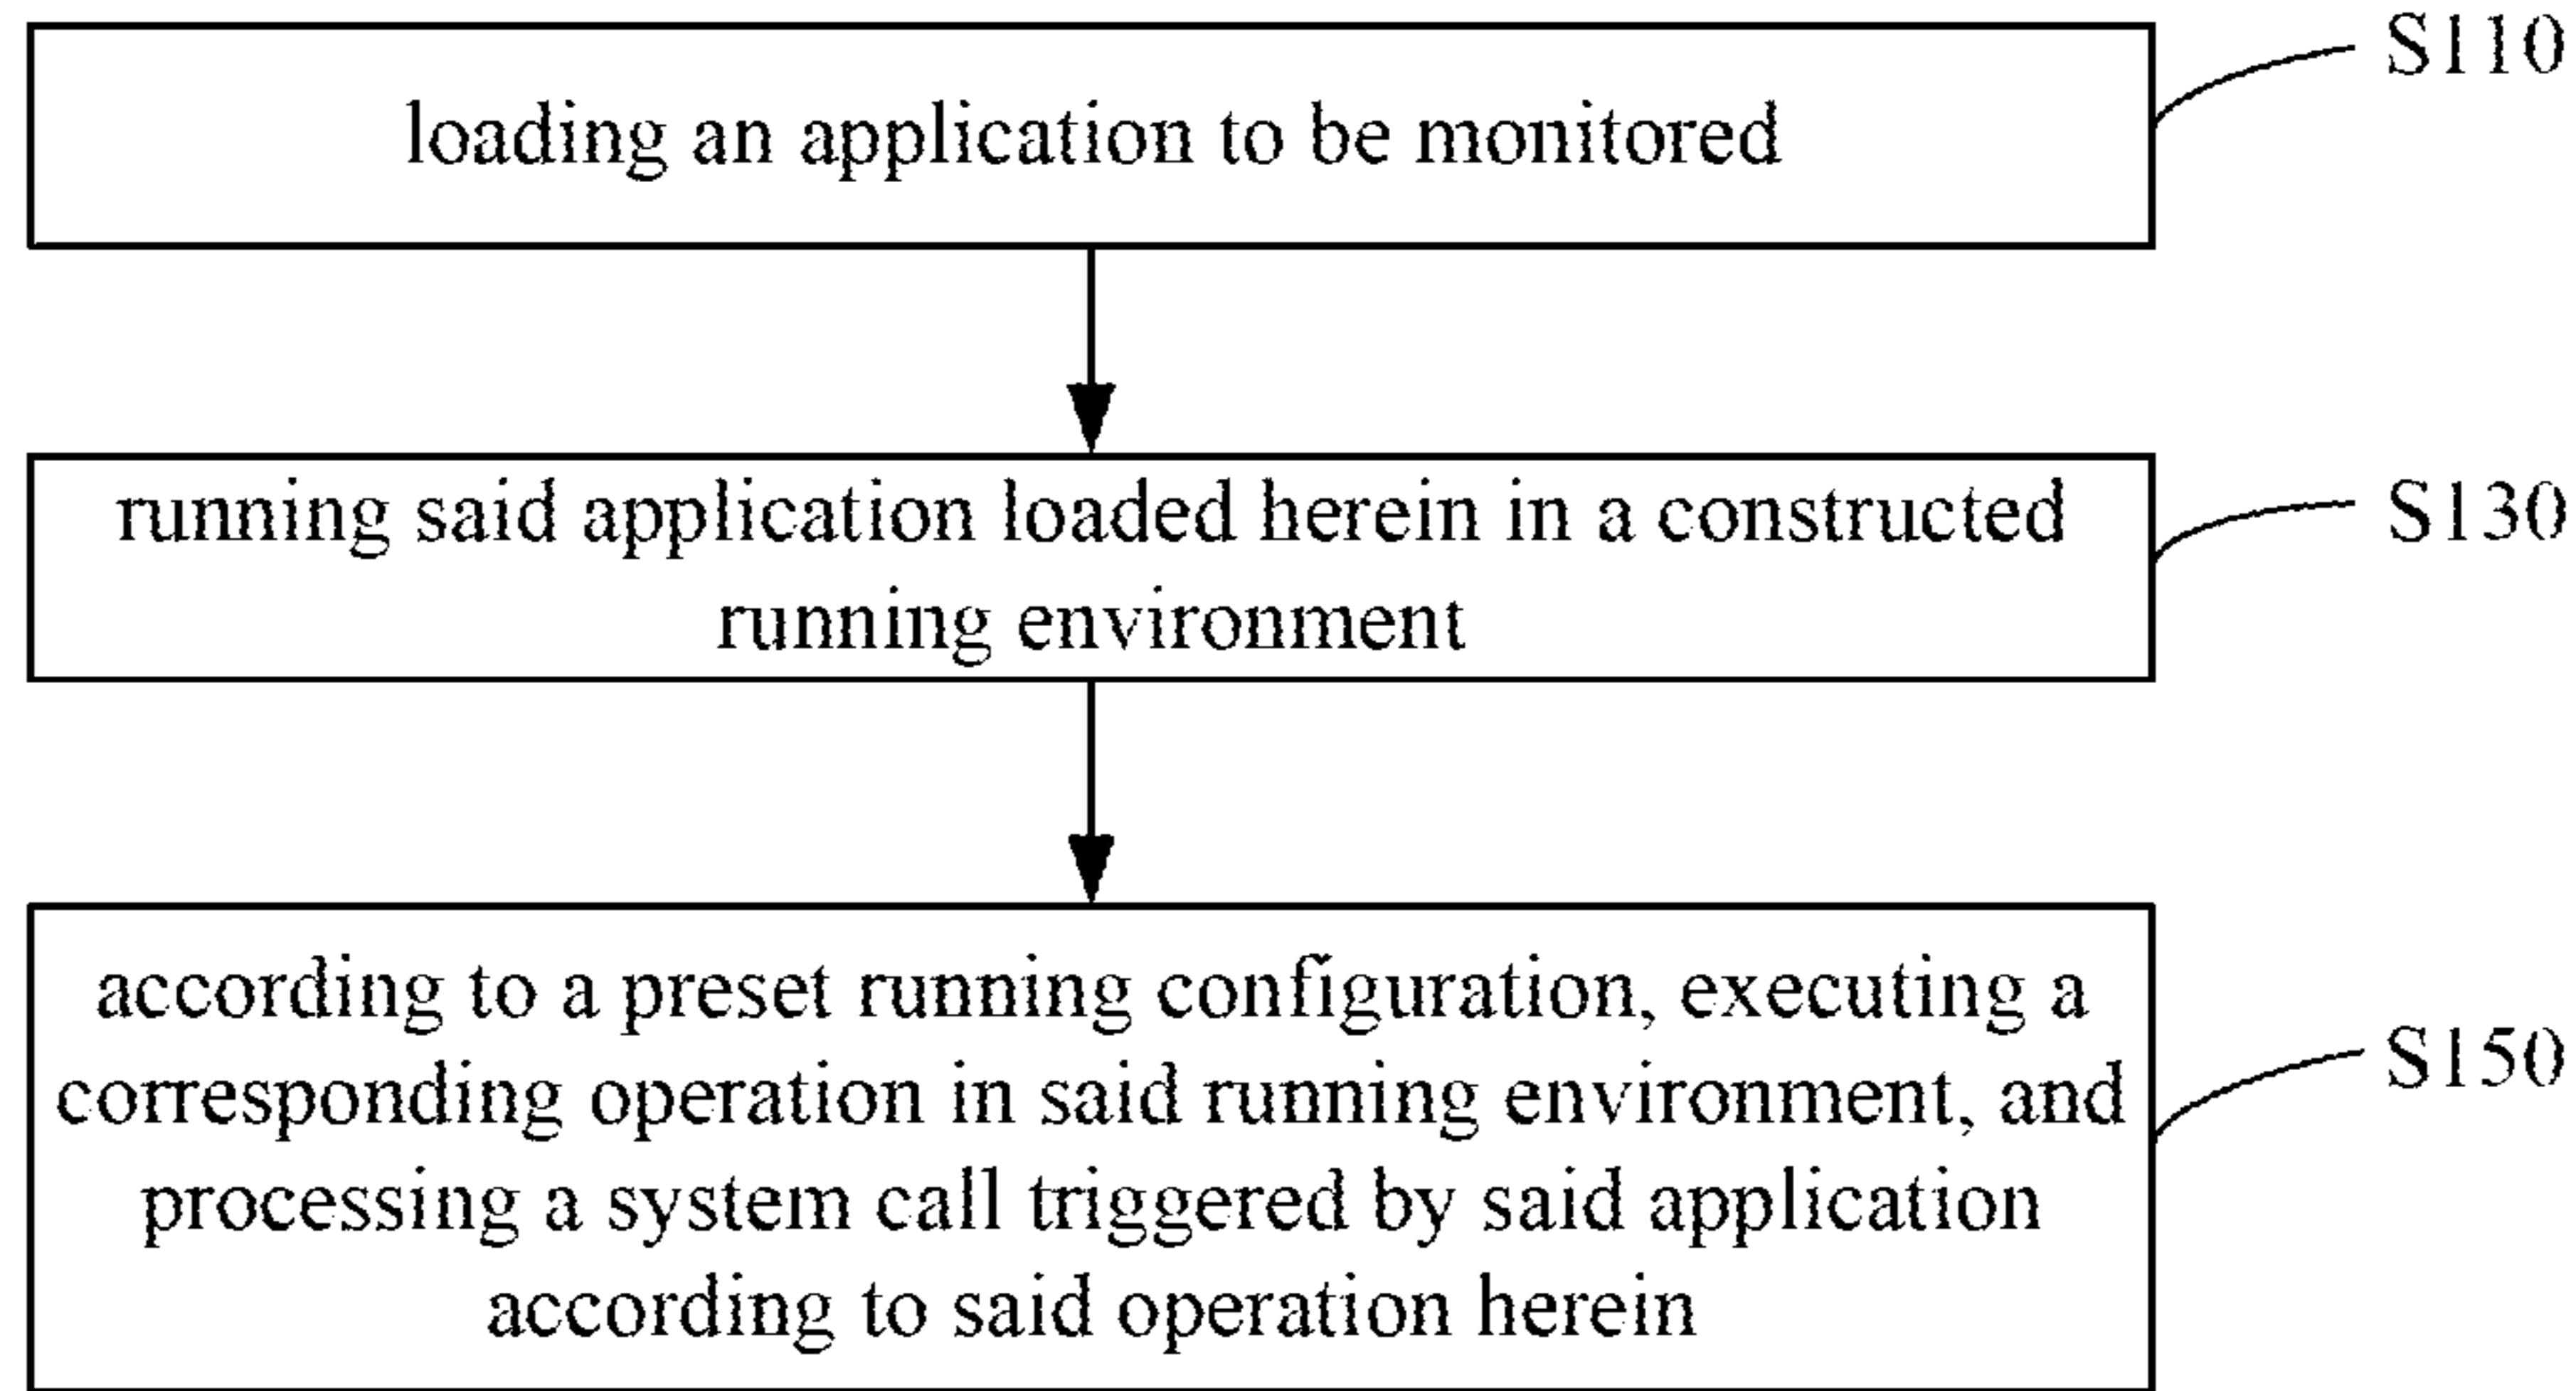 loading an application to be monitored
S110
running said application loaded herein in a constructed
running environment
S130
according to a preset running configuration, executing a
corresponding operation in said running environment, and
processing a system call triggered by said application
according to said operation herein
S150